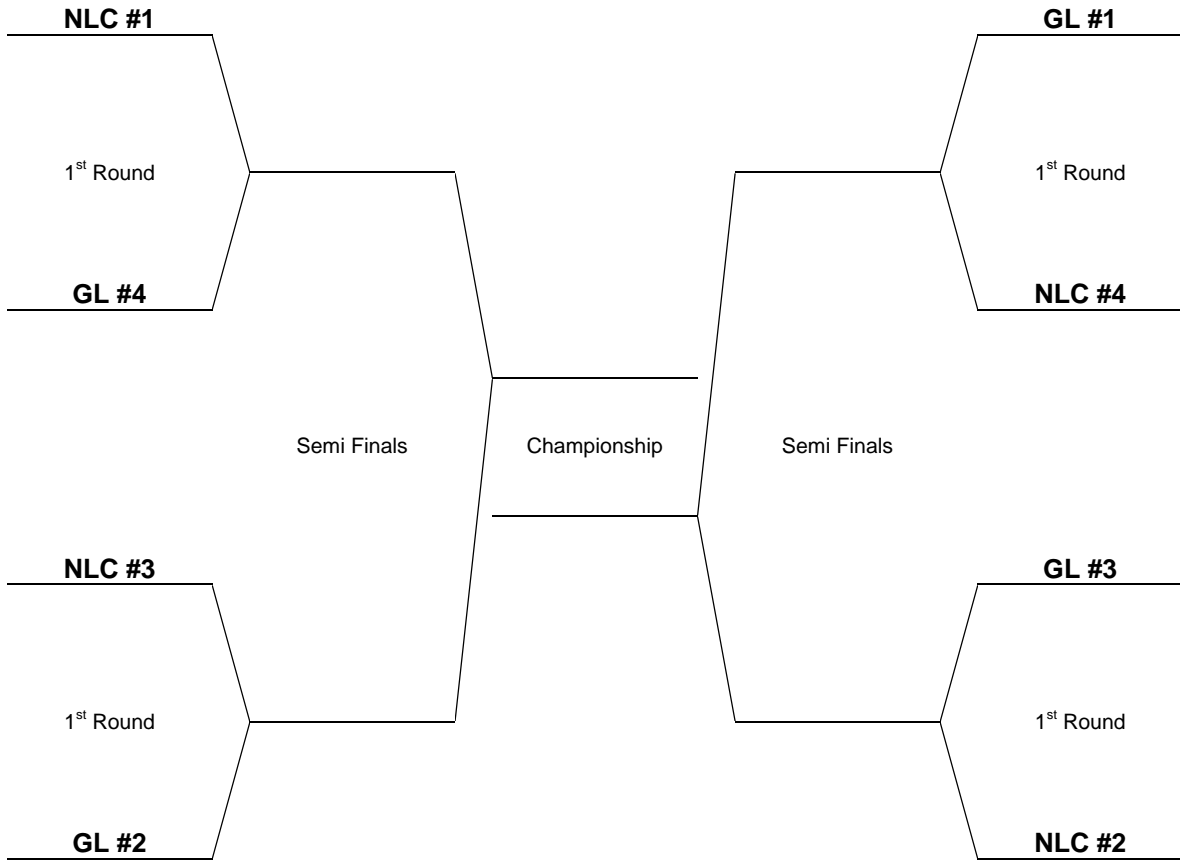 NLC #1
GL #1
1st Round
1st Round
GL #4
NLC #4
Semi Finals
Championship
Semi Finals
NLC #3
GL #3
1st Round
1st Round
GL #2
NLC #2